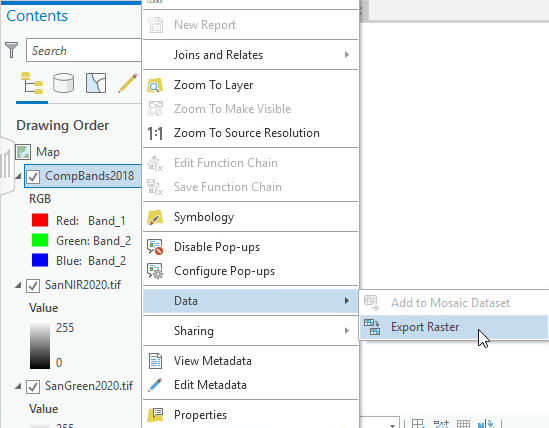 Contents
Search
Drawing Order
Map
CompBands2018
RGB
Red: Band_1
Green: Band_2
Blue: Band_2
SanNIR2020.tif
Value
255
0
SanGreen2020.tif
Value
New Report
Joins and Relates
Zoom To Layer
Zoom To Make Visible
1:1 Zoom To Source Resolution
Edit Function Chain
Save Function Chain
Symbology
Disable Pop-ups
Configure Pop-ups
Data
Sharing
View Metadata
Edit Metadata
Properties
Add to Mosaic Dataset
Export Raster